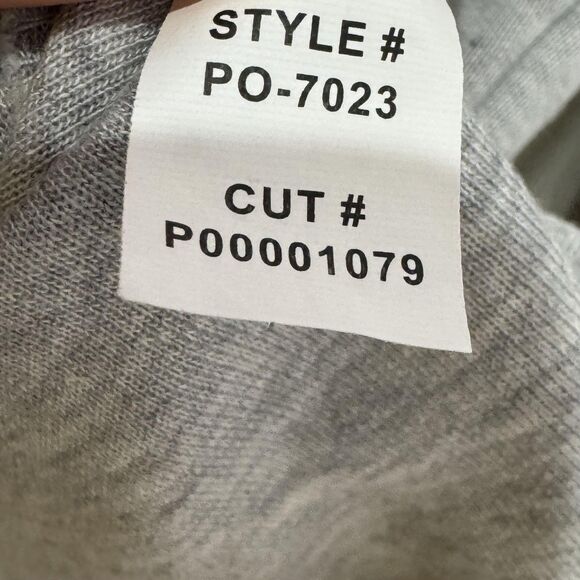 STYLE #
PO-7023
CUT #
P00001079